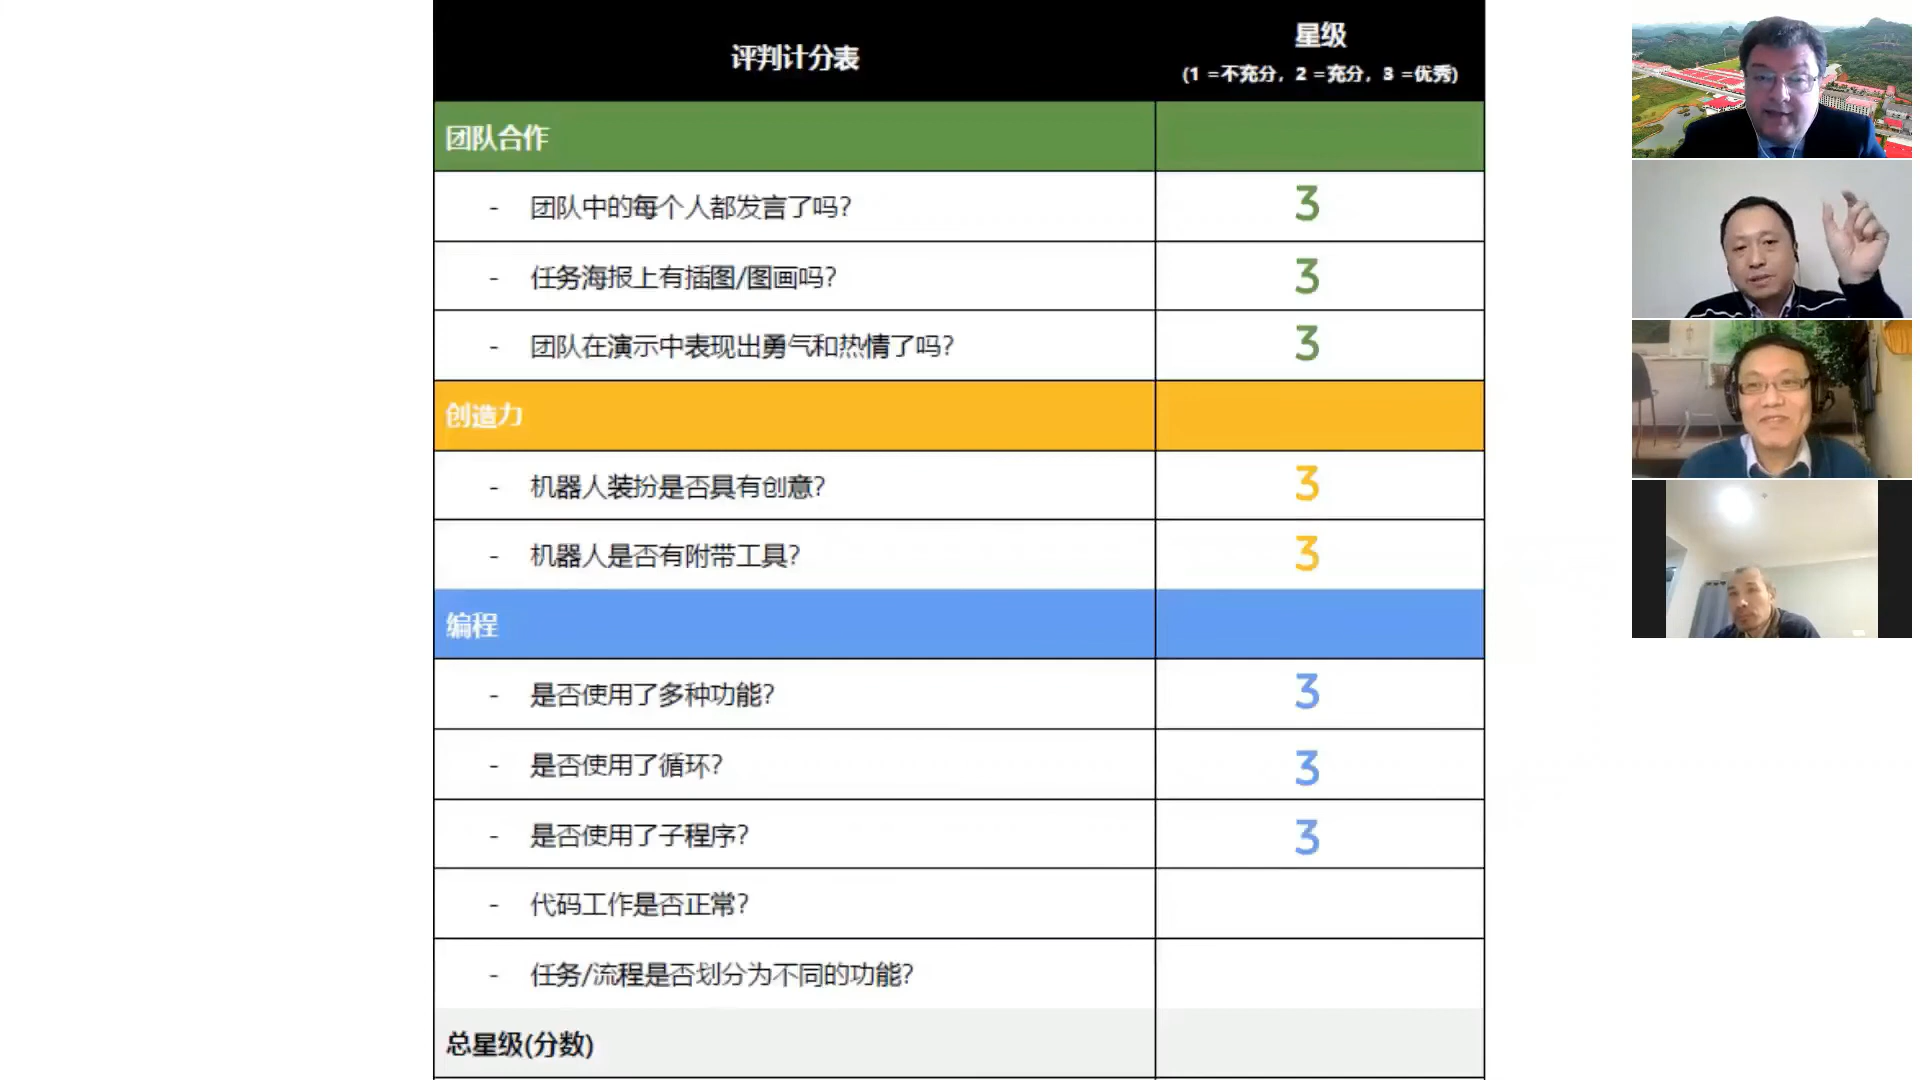 评判计分表
星级
(1 =不充分，2 =充分，3 =优秀)
团队合作
- 团队中的每个人都发言了吗? 3
- 任务海报上有插图/图画吗? 3
- 团队在演示中表现出勇气和热情了吗? 3
创造力
- 机器人装扮是否具有创意? 3
- 机器人是否有附带工具? 3
编程
- 是否使用了多种功能? 3
- 是否使用了循环? 3
- 是否使用了子程序? 3
- 代码工作是否正常?
- 任务/流程是否划分为不同的功能?
总星级(分数)